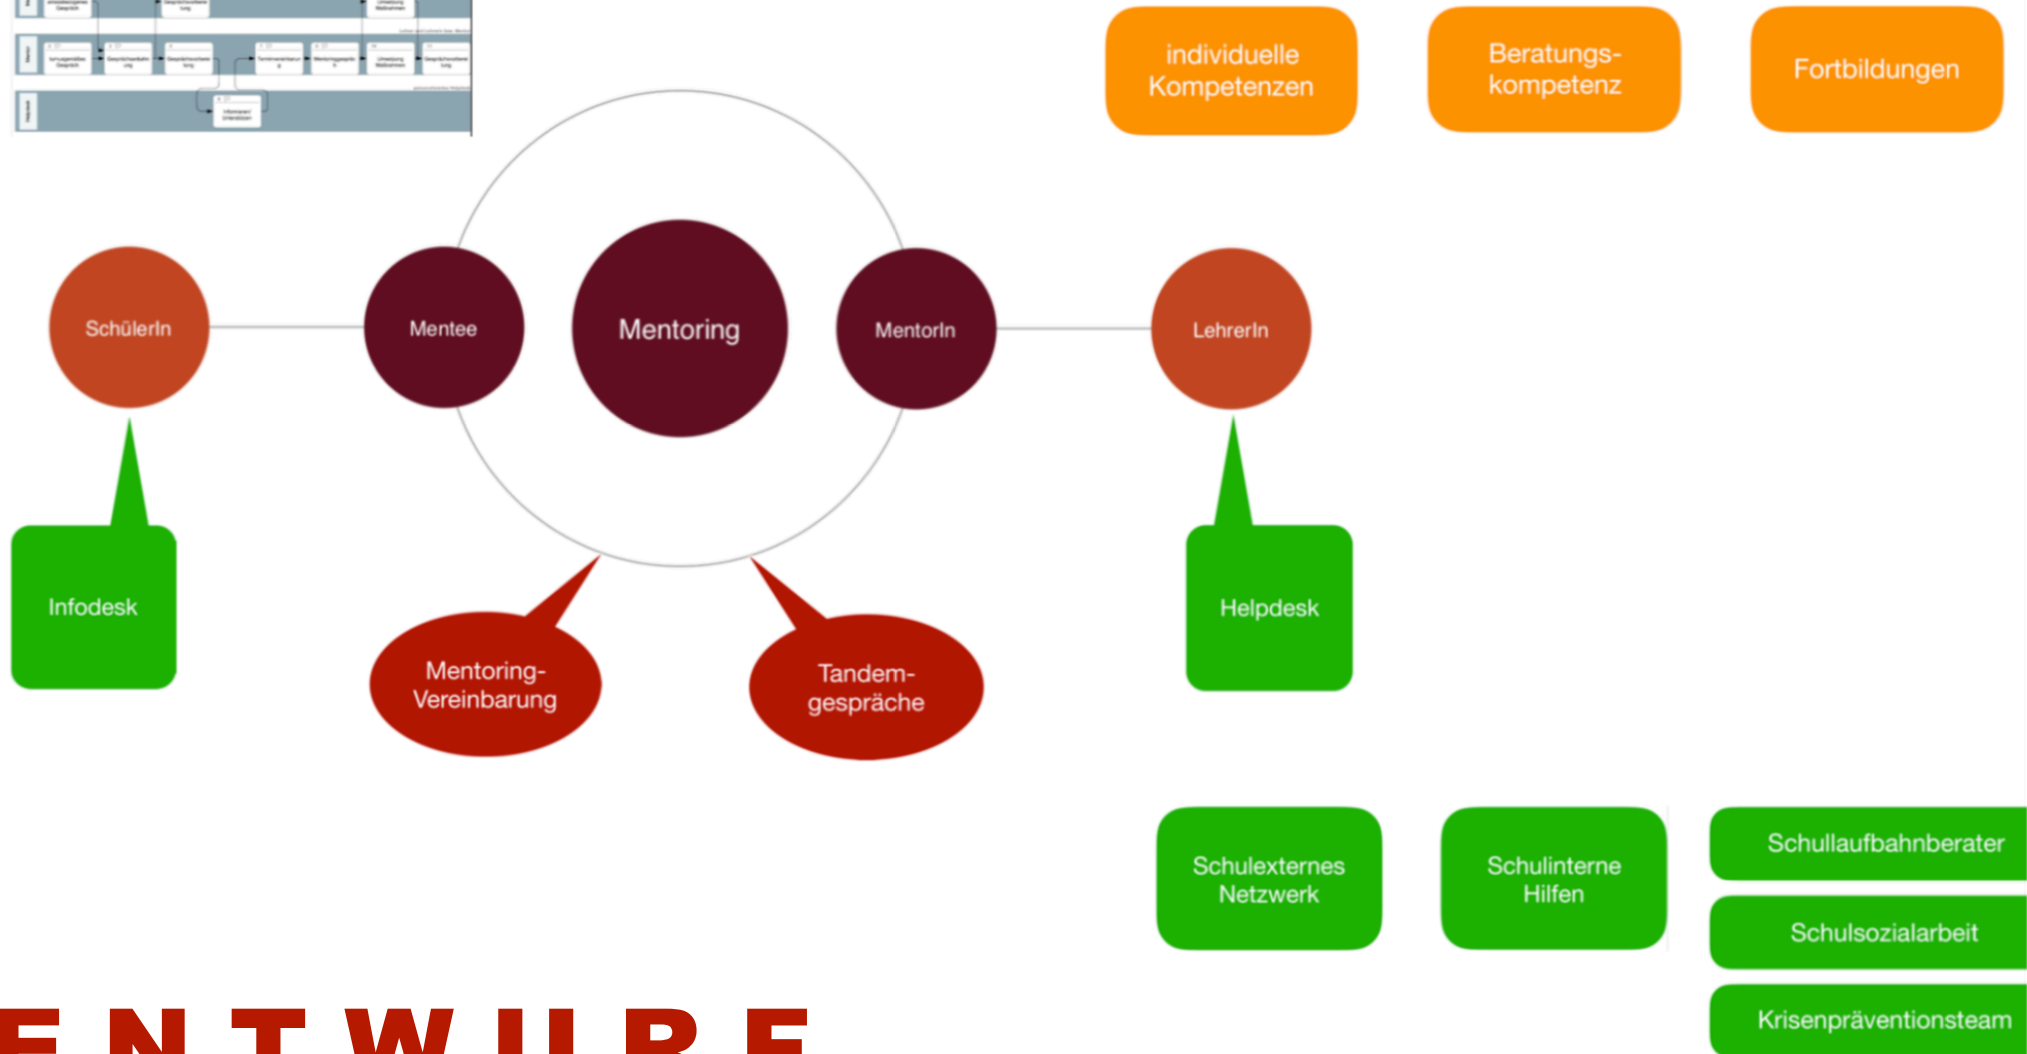 individuelle
Kompetenzen
Beratungs-
kompetenz
Fortbildungen
SchülerIn
Mentee
Mentoring
MentorIn
LehrerIn
Infodesk
Mentoring-
Vereinbarung
Tandem-
gespräche
Helpdesk
Schulexternes
Netzwerk
Schulinterne
Hilfen
Schullaufbahnberater
Schulsozialarbeit
Krisenpräventionsteam
ENTWURF